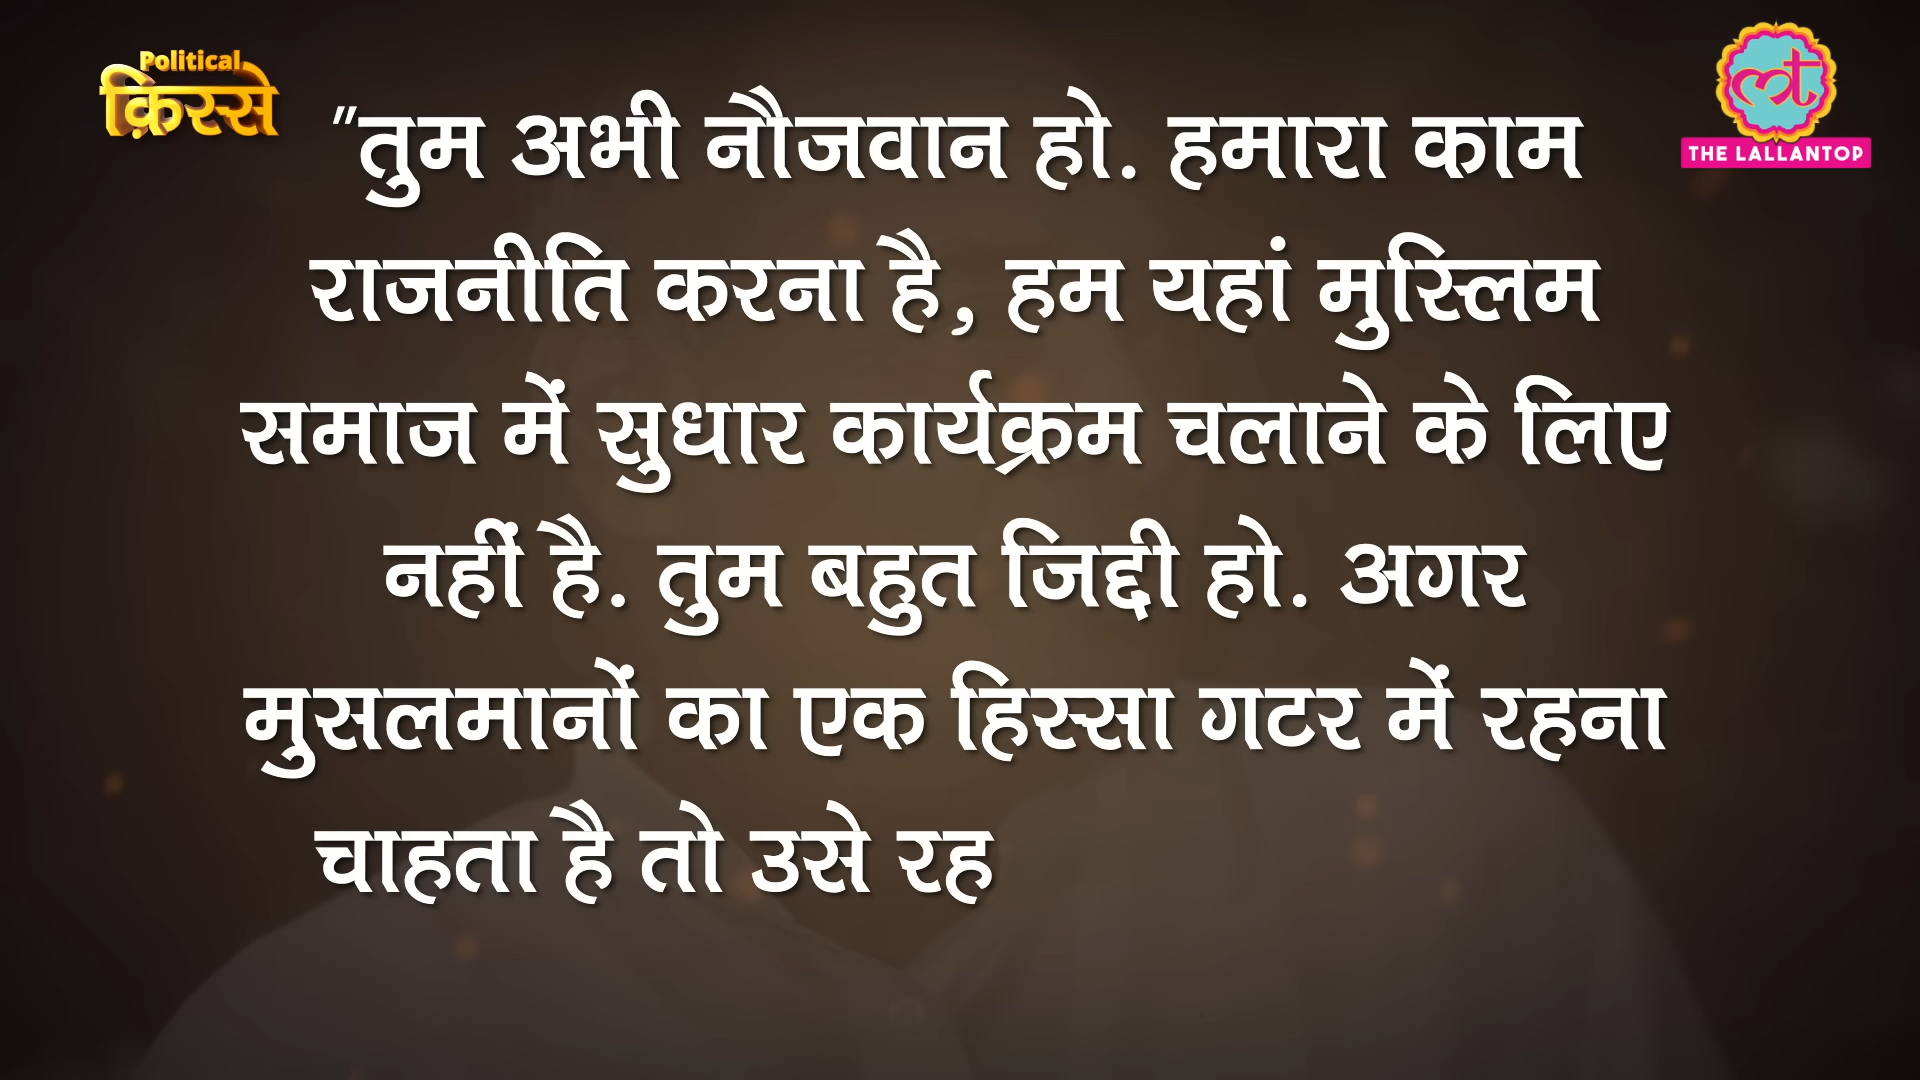 Political
क़िस्से
THE LALLANTOP
"तुम अभी नौजवान हो. हमारा काम
राजनीति करना है, हम यहां मुस्लिम
समाज में सुधार कार्यक्रम चलाने के लिए
नहीं है. तुम बहुत जिद्दी हो. अगर
मुसलमानों का एक हिस्सा गटर में रहना
चाहता है तो उसे रह